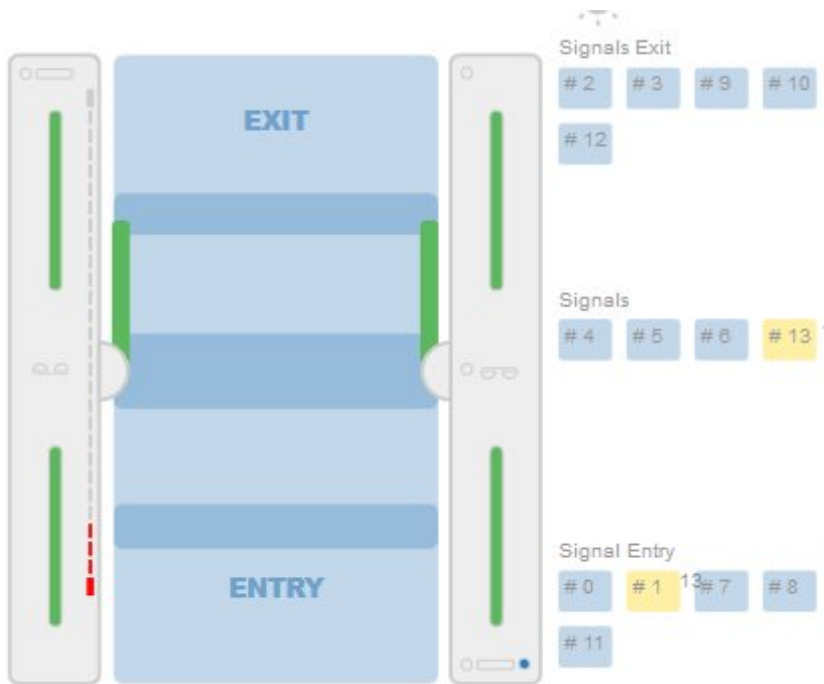 Signals Exit
# 2 # 3 # 9 # 10
# 12
EXIT
Signals
# 4 # 5 # 6 # 13
Signal Entry
# 0 # 1 13 # 7 # 8
# 11
ENTRY